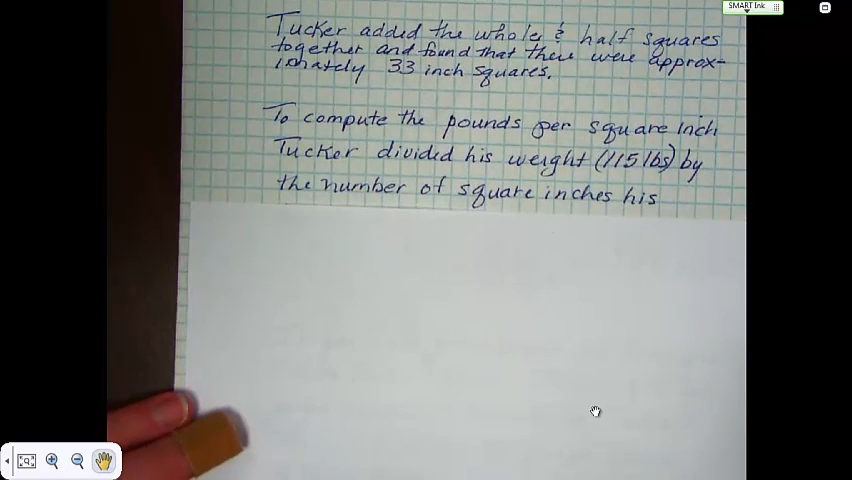 SMART Ink
Tucker added the whole & half squares
together and found that there were approx-
imately 33 inch squares.
To compute the pounds per square inch
Tucker divided his weight (115 lbs) by
the number of square inches his